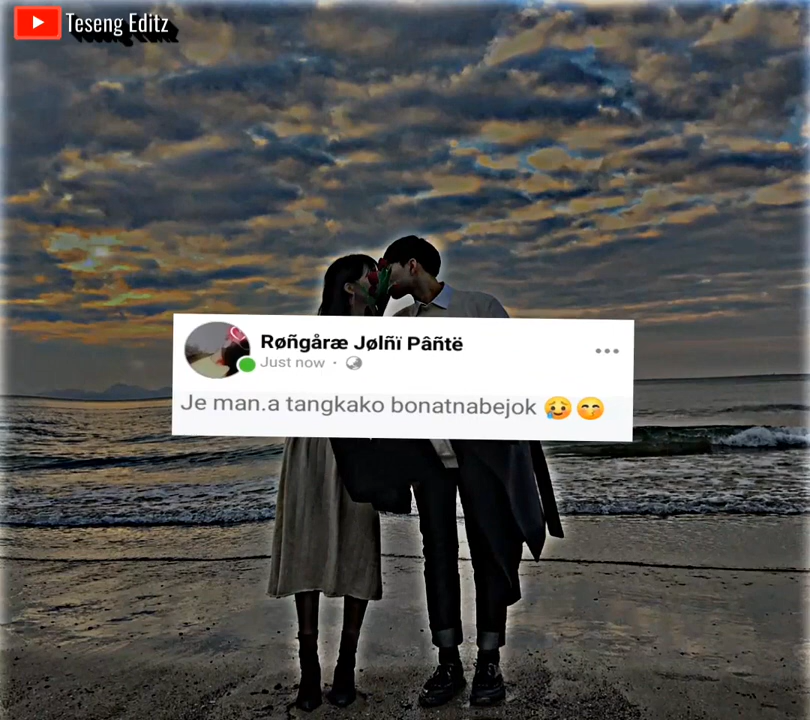 Teseng Editz
Røñgåræ Jølñï Pâñtë
Just now ·
Je man.a tangkako bonatnabejok 😥😙